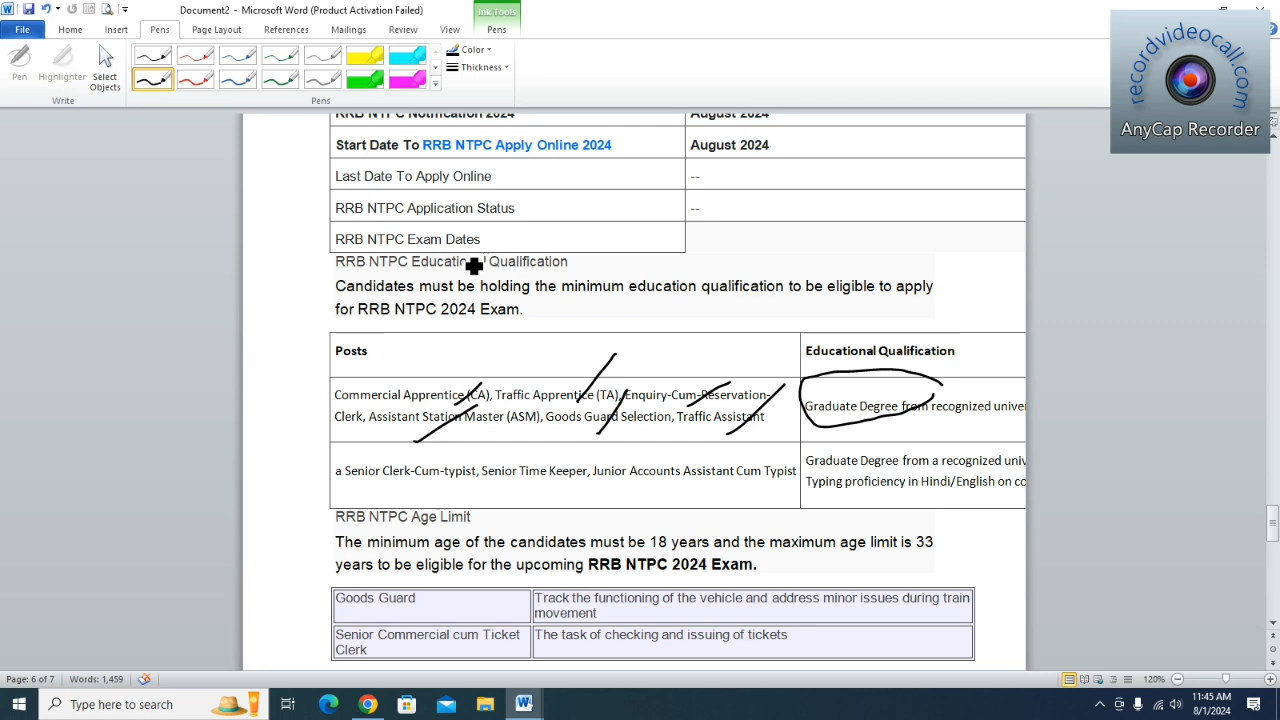 Document2 - Microsoft Word (Product Activation Failed)
Ink Tools
File
Home
Insert
Pens
Page Layout
References
Mailings
Review
View
Pens
Pen
Highlighter
Select
Objects
Color
Thickness
Write
Pens
recordvideocall.com
AnyCap Recorder
RRB NTPC Notification 2024
August 2024
Start Date To RRB NTPC Apply Online 2024
August 2024
Last Date To Apply Online
--
RRB NTPC Application Status
--
RRB NTPC Exam Dates
RRB NTPC Educational Qualification
Candidates must be holding the minimum education qualification to be eligible to apply
for RRB NTPC 2024 Exam.
Posts
Educational Qualification
Commercial Apprentice (CA), Traffic Apprentice (TA), Enquiry-Cum-Reservation-
Clerk, Assistant Station Master (ASM), Goods Guard Selection, Traffic Assistant
Graduate Degree from recognized univer
a Senior Clerk-Cum-typist, Senior Time Keeper, Junior Accounts Assistant Cum Typist
Graduate Degree from a recognized univ
Typing proficiency in Hindi/English on co
RRB NTPC Age Limit
The minimum age of the candidates must be 18 years and the maximum age limit is 33
years to be eligible for the upcoming RRB NTPC 2024 Exam.
Goods Guard
Track the functioning of the vehicle and address minor issues during train
movement
Senior Commercial cum Ticket
Clerk
The task of checking and issuing of tickets
Page: 6 of 7
Words: 1,459
120%
Type here to search
11:45 AM
8/1/2024